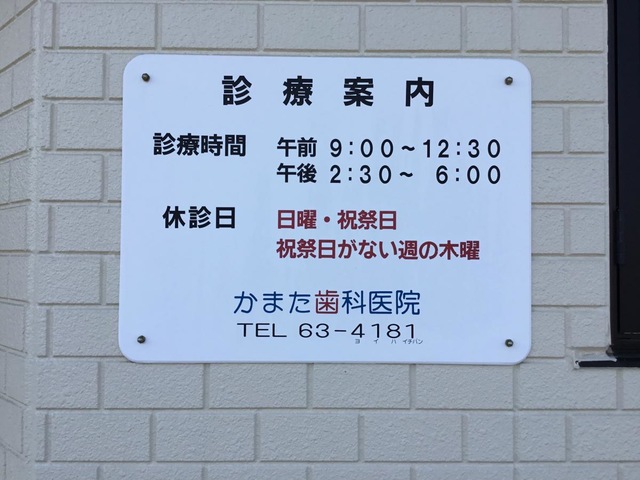 診療案内
診療時間 午前 9:00～12:30
午後 2:30～ 6:00
休診日 日曜・祝祭日
祝祭日がない週の木曜
かまた歯科医院
TEL 63-4181
ヨ イ ハ イチバン